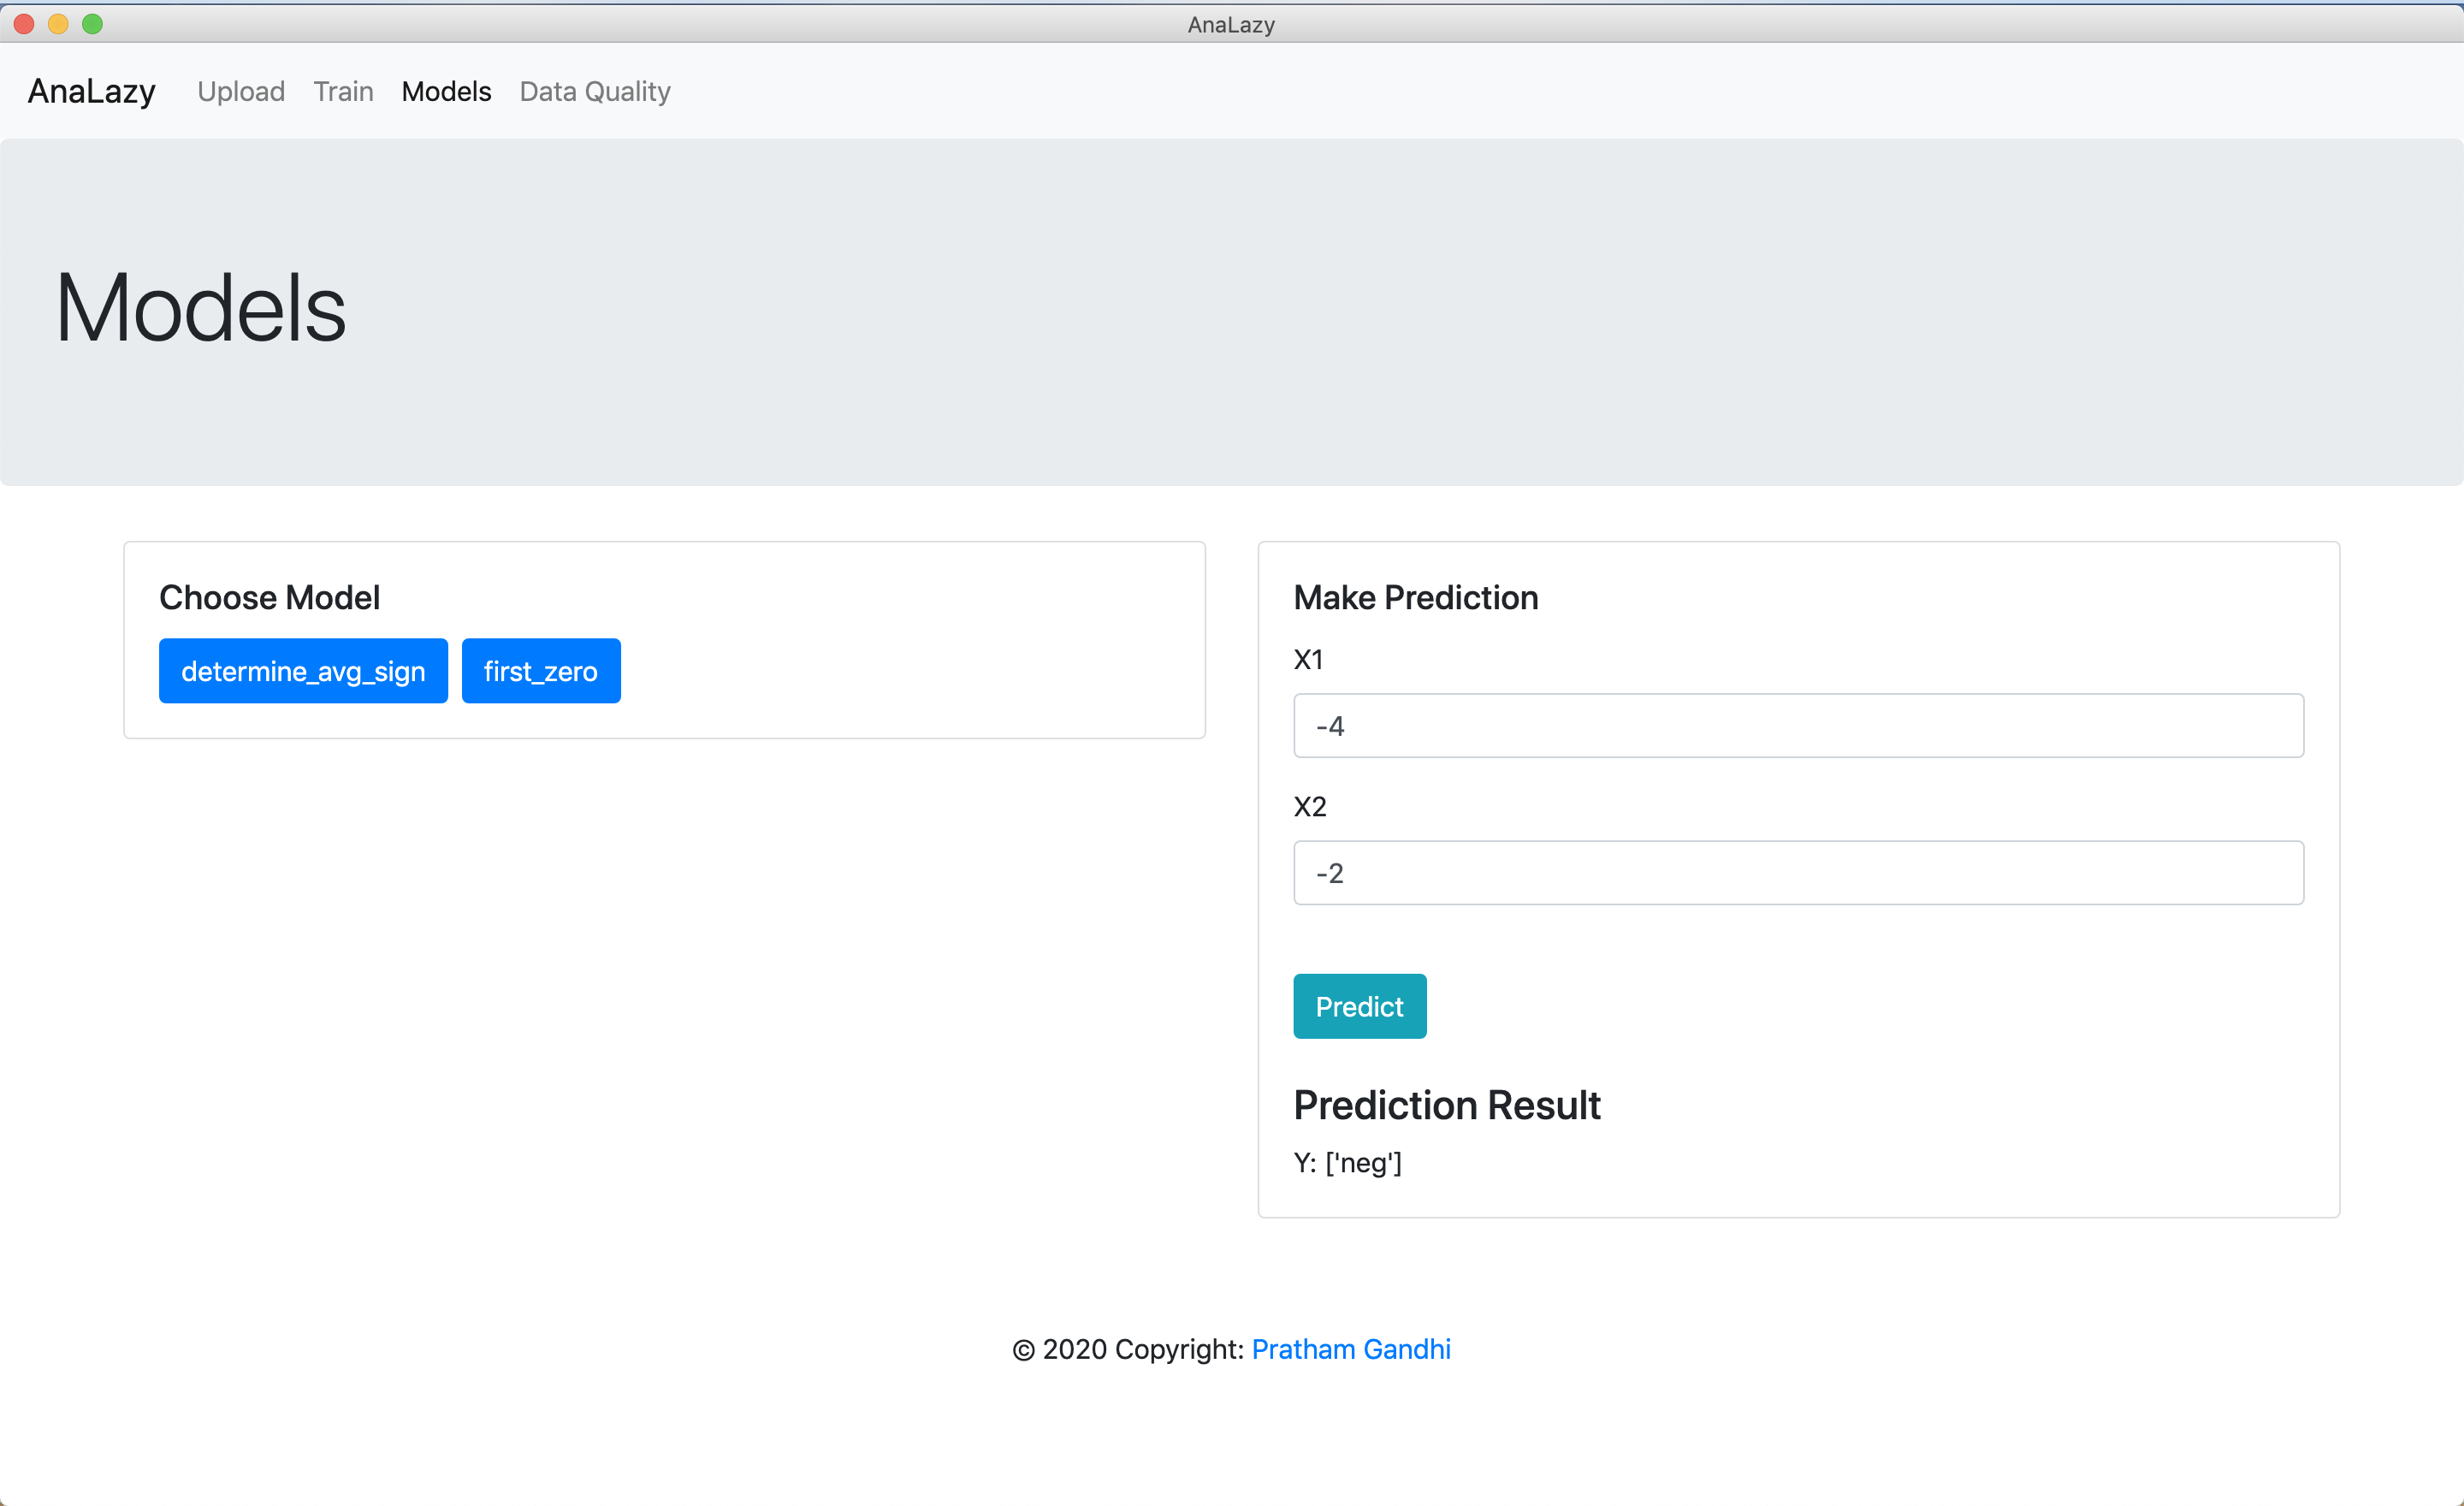 AnaLazy
AnaLazy Upload Train Models Data Quality
Models
Choose Model
determine_avg_sign first_zero
Make Prediction
X1
-4
X2
-2
Predict
Prediction Result
Y: ['neg']
© 2020 Copyright: Pratham Gandhi